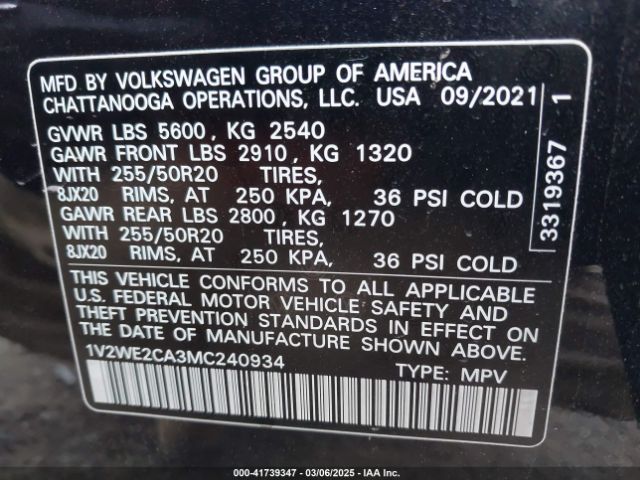 MFD BY VOLKSWAGEN GROUP OF AMERICA
CHATTANOOGA OPERATIONS, LLC. USA 09/2021
GVWR LBS 5600, KG 2540
GAWR FRONT LBS 2910, KG 1320
WITH 255/50R20 TIRES,
8JX20 RIMS, AT 250 KPA, 36 PSI COLD
GAWR REAR LBS 2800, KG 1270
WITH 255/50R20 TIRES,
8JX20 RIMS, AT 250 KPA, 36 PSI COLD
THIS VEHICLE CONFORMS TO ALL APPLICABLE
U.S. FEDERAL MOTOR VEHICLE SAFETY AND
THEFT PREVENTION STANDARDS IN EFFECT ON
THE DATE OF MANUFACTURE SHOWN ABOVE.
1V2WE2CA3MC240934 TYPE: MPV
3319367 1
000-41739347 | 03/06/2025 | IAA Inc.